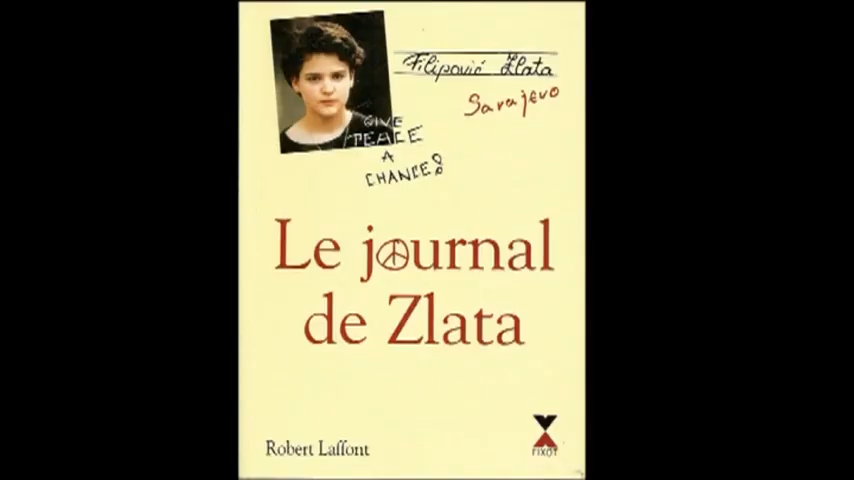 Filipović Zlata
Sarajevo
GIVE
PEACE
A
CHANCE!
Le journal
de Zlata
Robert Laffont
FIXOT